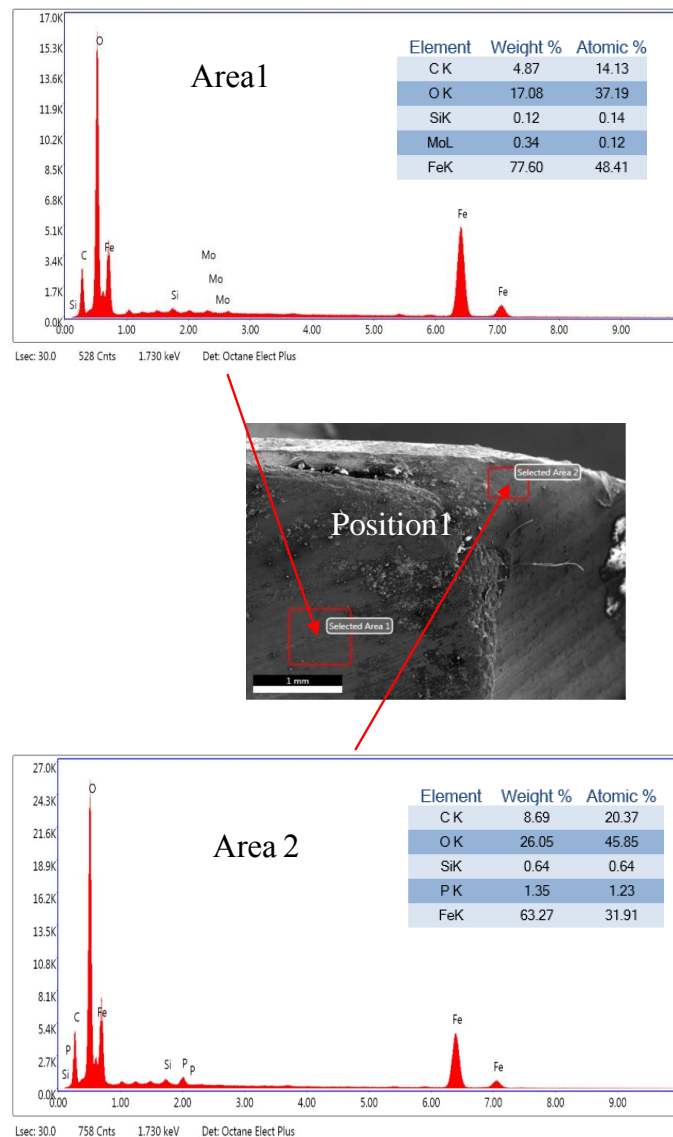 17.0K
15.3K
13.6K
11.9K
10.2K
8.5K
6.8K
5.1K
3.4K
1.7K
0.0K
O
Area1
Element Weight % Atomic %
C K 4.87 14.13
O K 17.08 37.19
SiK 0.12 0.14
MoL 0.34 0.12
FeK 77.60 48.41
Si
C
Fe
Si
Mo
Mo
Mo
Fe
Fe
0.00 1.00 2.00 3.00 4.00 5.00 6.00 7.00 8.00 9.00
Lsec: 30.0 528 Cnts 1.730 keV Det: Octane Elect Plus
Selected Area 2
Position1
Selected Area 1
1 mm
27.0K
24.3K
21.6K
18.9K
16.2K
13.5K
10.8K
8.1K
5.4K
2.7K
0.0K
O
Area 2
Element Weight % Atomic %
C K 8.69 20.37
O K 26.05 45.85
SiK 0.64 0.64
P K 1.35 1.23
FeK 63.27 31.91
Si
P
C
Fe
Si
P
P
Fe
Fe
0.00 1.00 2.00 3.00 4.00 5.00 6.00 7.00 8.00 9.00
Lsec: 30.0 758 Cnts 1.730 keV Det: Octane Elect Plus